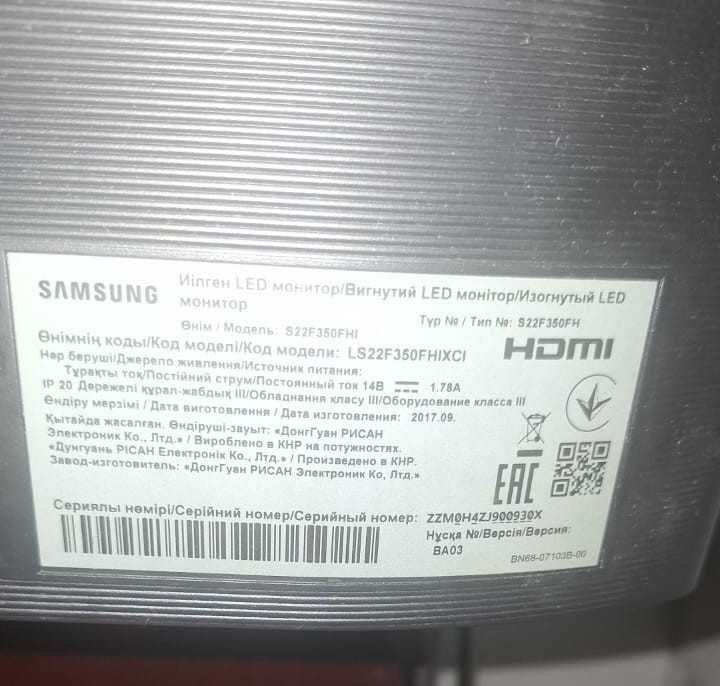 SAMSUNG
Иілген LED монитор/Вигнутий LED монітор/Изогнутый LED
монитор
Өнім / Модель: S22F350FHI
Түр № / Тип №: S22F350FH
Өнімнің коды/Код моделі/Код модели: LS22F350FHIXCI
HDMI
Нәр беруші/Джерело живлення/Источник питания:
Тұрақты тоқ/Постійний струм/Постоянный ток 14В 1.78А
IP 20 Дәрежелі құрал-жабдық III/Обладнання класу III/Оборудование класса III
Өндіру мерзімі / Дата виготовлення / Дата изготовления: 2017.09.
Қытайда жасалған. Өндіруші-зауыт: «ДонгГуан РИСАН
Электроник Ко., Лтд.» / Вироблено в КНР на потужностях.
«Дунгуань РіСАН Електронік Ко., Лтд.» / Произведено в КНР.
Завод-изготовитель: «ДонгГуан РИСАН Электроник Ко, Лтд.»
EAC
Сериялы нөмірі/Серійний номер/Серийный номер: ZZM0H4ZJ900930X
Нұсқа №/Версія/Версия:
BA03
BN68-07103B-00